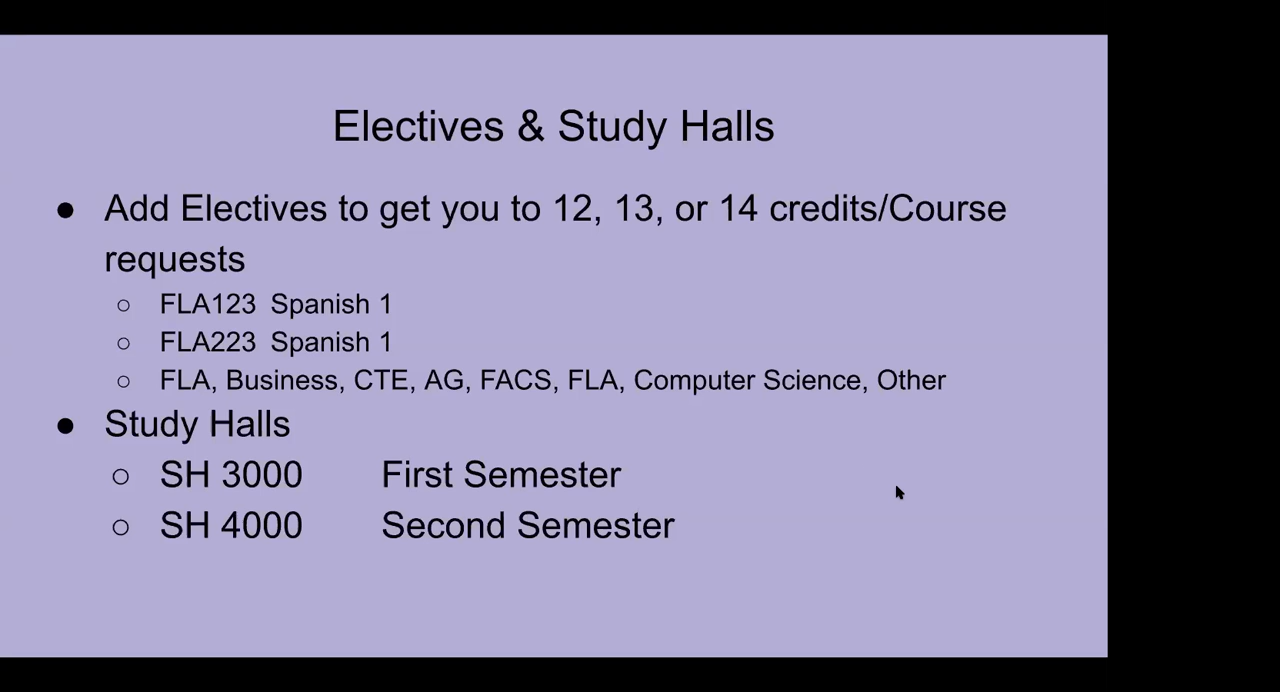 Electives & Study Halls
● Add Electives to get you to 12, 13, or 14 credits/Course
requests
○ FLA123 Spanish 1
○ FLA223 Spanish 1
○ FLA, Business, CTE, AG, FACS, FLA, Computer Science, Other
● Study Halls
○ SH 3000 First Semester
○ SH 4000 Second Semester